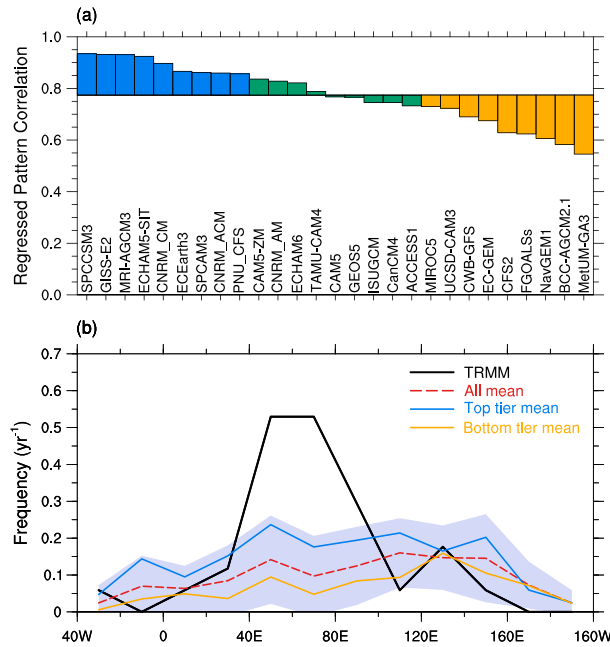 (a)
Regressed Pattern Correlation
1.0
0.8
0.6
0.4
0.2
0.0
SPCCSM3
GISS-E2
MRI-AGCM3
ECHAM5-SIT
CNRM_CM
ECEarth3
SPCAM3
CNRM_ACM
PNU_CFS
CAM5-ZM
CNRM_AM
ECHAM6
TAMU-CAM4
CAM5
GEOS5
ISUGCM
CanCM4
ACCESS1
MIROC5
UCSD-CAM3
CWB-GFS
EC-GEM
CFS2
FGOALSs
NavGEM1
BCC-AGCM2.1
MetUM-GA3
(b)
Frequency (yr⁻¹)
0.7
0.6
0.5
0.4
0.3
0.2
0.1
0
TRMM
All mean
Top tier mean
Bottom tier mean
40W 0 40E 80E 120E 160E 160W